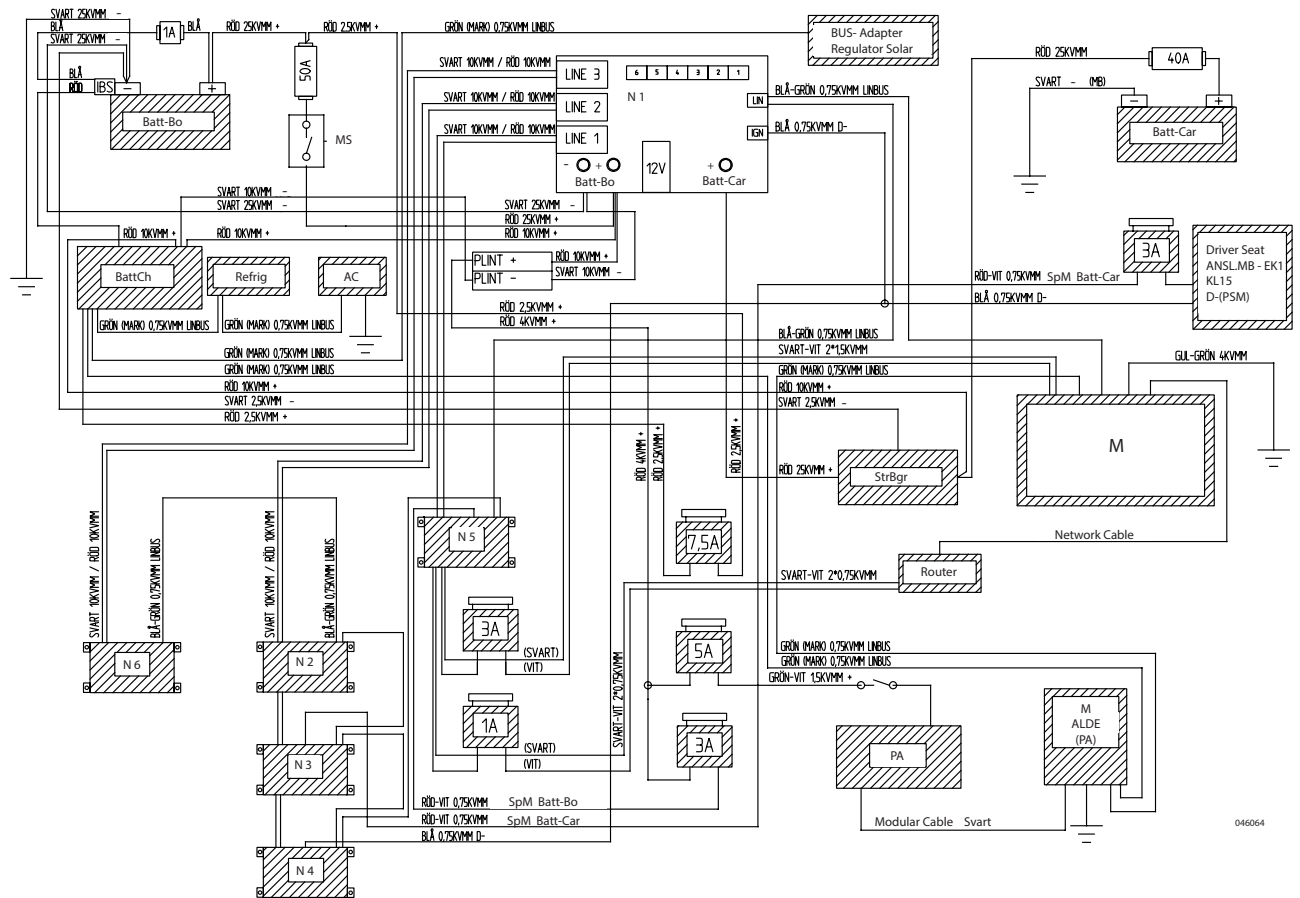 SVART 25KVMM -
BLÅ
SVART 25KVMM -
1A
BLÅ
RÖD 25KVMM +
RÖD 2,5KVMM +
GRÖN (MARK) 0,75KVMM LINBUS
BUS- Adapter
Regulator Solar
RÖD 25KVMM
40A
SVART - (MB)
- +
Batt-Car
BLÅ
RÖD
IBS
- +
Batt-Bo
50A
MS
SVART 10KVMM / RÖD 10KVMM
SVART 10KVMM / RÖD 10KVMM
SVART 10KVMM / RÖD 10KVMM
LINE 3
LINE 2
LINE 1
6 5 4 3 2 1
N 1
LIN
IGN
BLÅ-GRÖN 0,75KVMM LINBUS
BLÅ 0,75KVMM D-
- +
Batt-Bo
12V
+
Batt-Car
SVART 10KVMM -
SVART 25KVMM -
SVART 25KVMM -
RÖD 25KVMM +
RÖD 10KVMM +
RÖD 10KVMM +
RÖD 10KVMM +
BattCh
Refrig
AC
PLINT +
PLINT -
RÖD 10KVMM +
SVART 10KVMM -
3A
Driver Seat
ANSL.MB - EK1
KL15
D-(PSM)
RÖD-VIT 0,75KVMM SpM Batt-Car
BLÅ 0,75KVMM D-
RÖD 2,5KVMM +
RÖD 4KVMM +
GRÖN (MARK) 0,75KVMM LINBUS
GRÖN (MARK) 0,75KVMM LINBUS
BLÅ-GRÖN 0,75KVMM LINBUS
SVART-VIT 2*1,5KVMM
GUL-GRÖN 4KVMM
GRÖN (MARK) 0,75KVMM LINBUS
GRÖN (MARK) 0,75KVMM LINBUS
RÖD 10KVMM +
SVART 2,5KVMM -
RÖD 2,5KVMM +
GRÖN (MARK) 0,75KVMM LINBUS
RÖD 10KVMM +
SVART 2,5KVMM -
M
RÖD 4KVMM +
RÖD 2,5KVMM +
RÖD 2,5KVMM +
RÖD 25KVMM +
StrBgr
Network Cable
Router
SVART-VIT 2*0,75KVMM
7,5A
N 5
SVART 10KVMM / RÖD 10KVMM
BLÅ-GRÖN 0,75KVMM LINBUS
SVART 10KVMM / RÖD 10KVMM
BLÅ-GRÖN 0,75KVMM LINBUS
3A
(SVART)
(VIT)
5A
SVART-VIT 2*0,75KVMM
GRÖN (MARK) 0,75KVMM LINBUS
GRÖN (MARK) 0,75KVMM LINBUS
GRÖN-VIT 1,5KVMM +
N 6
N 2
1A
(SVART)
(VIT)
3A
N 3
PA
M
ALDE
(PA)
RÖD-VIT 0,75KVMM SpM Batt-Bo
RÖD-VIT 0,75KVMM SpM Batt-Car
BLÅ 0,75KVMM D-
Modular Cable Svart
046064
N 4